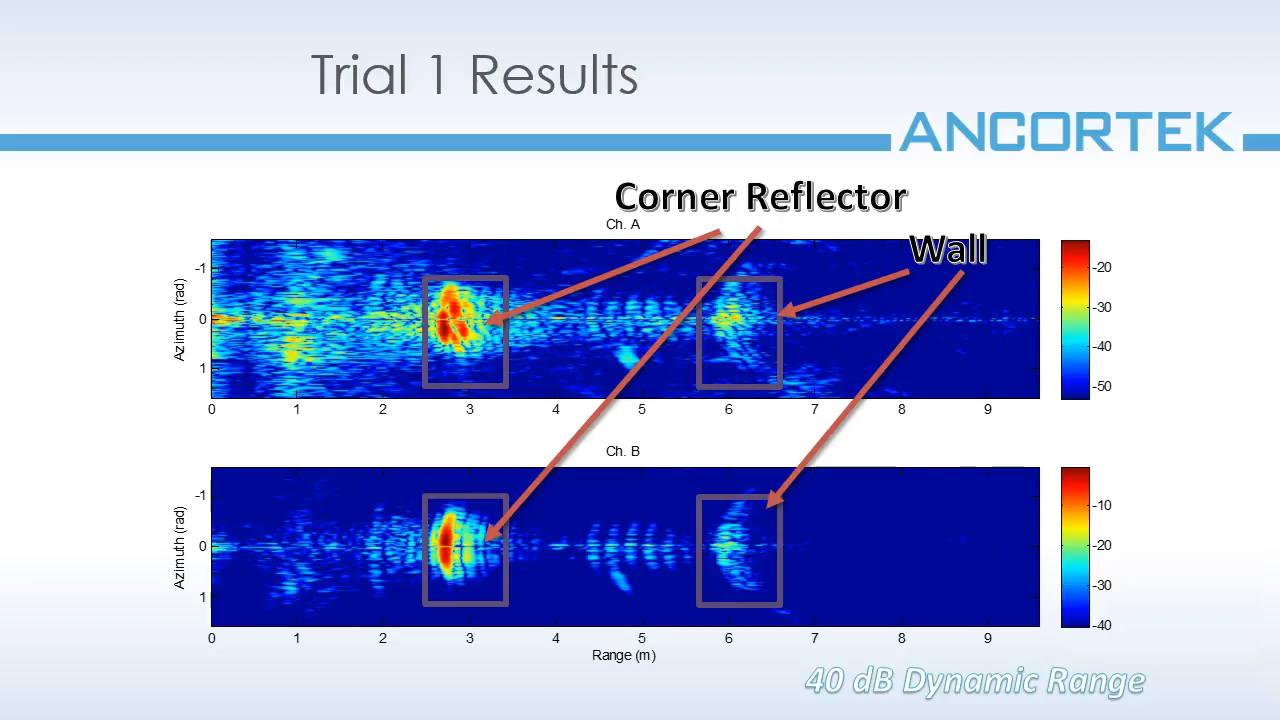 Trial 1 Results
ANCORTEK
Corner Reflector
Ch. A
Wall
Azimuth (rad)
-1
0
1
0 1 2 3 4 5 6 7 8 9
-20
-30
-40
-50
Ch. B
Azimuth (rad)
-1
0
1
0 1 2 3 4 5 6 7 8 9
Range (m)
-10
-20
-30
-40
40 dB Dynamic Range